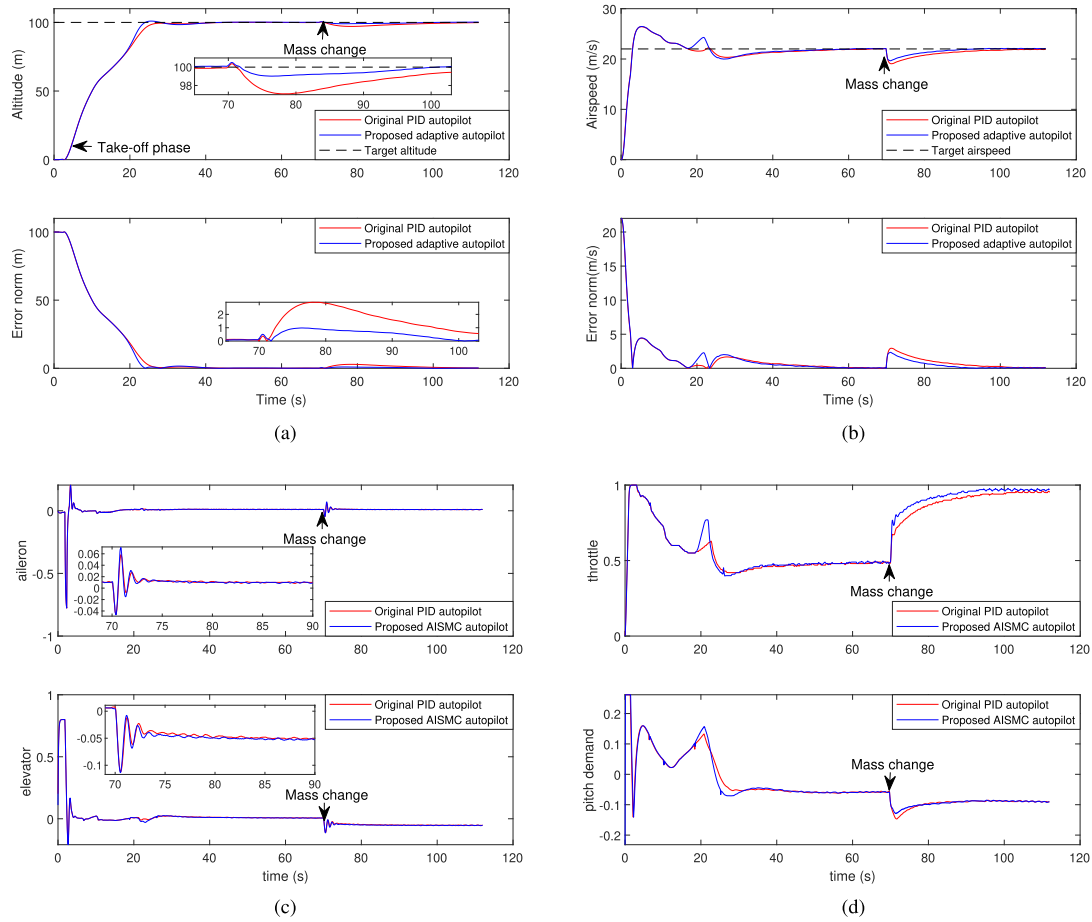 100
50
0
Altitude (m)
Mass change
Take-off phase
100
98
70 80 90 100
Original PID autopilot
Proposed adaptive autopilot
Target altitude
0 20 40 60 80 100 120
100
50
0
Error norm (m)
Original PID autopilot
Proposed adaptive autopilot
2
1
0
70 80 90 100
0 20 40 60 80 100 120
Time (s)
(a)
30
20
10
0
Airspeed (m/s)
Mass change
Original PID autopilot
Proposed adaptive autopilot
Target airspeed
0 20 40 60 80 100 120
20
15
10
5
0
Error norm(m/s)
Original PID autopilot
Proposed adaptive autopilot
0 20 40 60 80 100 120
Time (s)
(b)
0
-0.5
-1
aileron
Mass change
0.06
0.04
0.02
0
-0.02
-0.04
70 75 80 85 90
Original PID autopilot
Proposed AISMC autopilot
0 20 40 60 80 100 120
1
0.5
0
elevator
Original PID autopilot
Proposed AISMC autopilot
0
-0.05
-0.1
70 75 80 85 90
Mass change
0 20 40 60 80 100 120
time (s)
(c)
1
0.5
0
throttle
Mass change
Original PID autopilot
Proposed AISMC autopilot
0 20 40 60 80 100 120
0.2
0.1
0
-0.1
-0.2
pitch demand
Original PID autopilot
Proposed AISMC autopilot
Mass change
0 20 40 60 80 100 120
time (s)
(d)